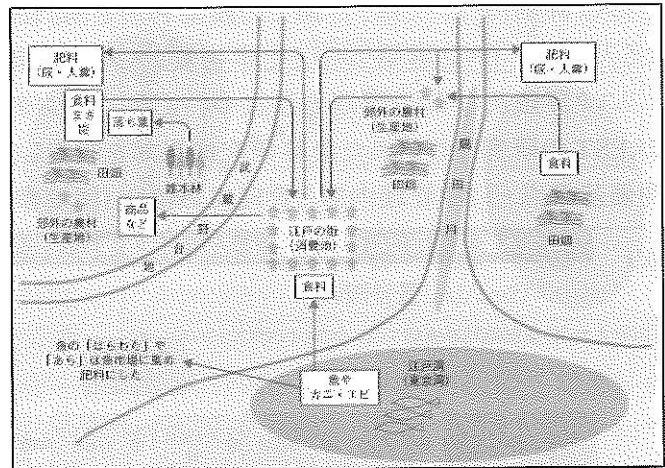 肥料
(灰・人糞)
食料
まき
炭
落ち葉
雑木林
田畑
郊外の農村
(生産地)
商品
など
武
蔵
野
台
地
江戸の街
(消費地)
食料
郊外の農村
(生産地)
田畑
隅
田
川
肥料
(灰・人糞)
食料
田畑
魚の「はらわた」や
「あら」は魚市場に集め
肥料にした
魚や
カニ・エビ
江戸湾
(東京湾)